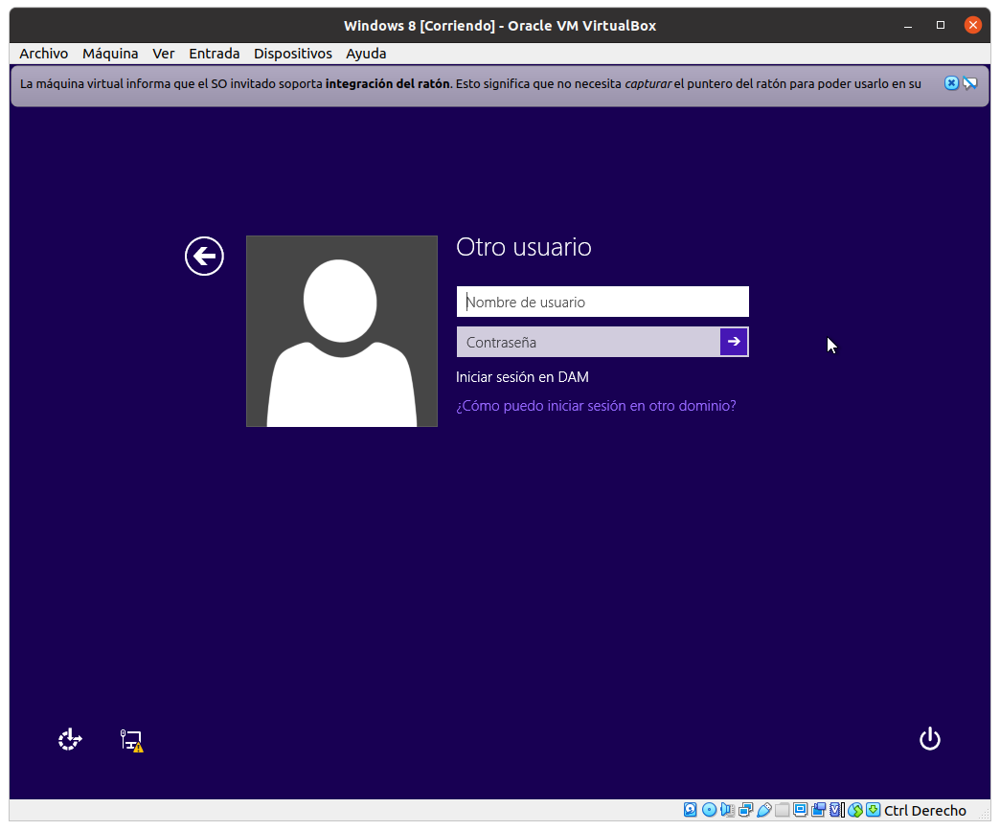 Windows 8 [Corriendo] - Oracle VM VirtualBox
Archivo Máquina Ver Entrada Dispositivos Ayuda
La máquina virtual informa que el SO invitado soporta integración del ratón. Esto significa que no necesita capturar el puntero del ratón para poder usarlo en su
Otro usuario
Nombre de usuario
Contraseña
Iniciar sesión en DAM
¿Cómo puedo iniciar sesión en otro dominio?
Ctrl Derecho